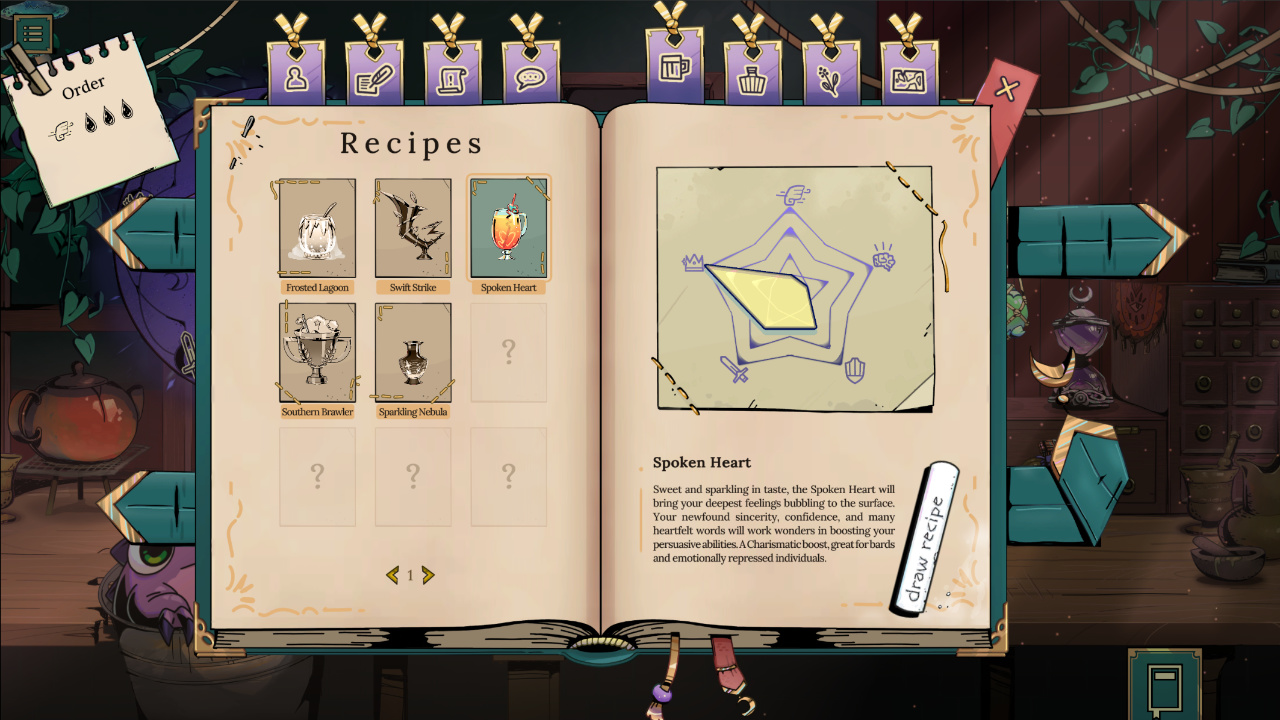 Order
Recipes
Frosted Lagoon
Swift Strike
Spoken Heart
Southern Brawler
Sparkling Nebula
?
? ? ?
1
Spoken Heart
Sweet and sparkling in taste, the Spoken Heart will
bring your deepest feelings bubbling to the surface.
Your newfound sincerity, confidence, and many
heartfelt words will work wonders in boosting your
persuasive abilities. A Charismatic boost, great for bards
and emotionally repressed individuals.
draw recipe